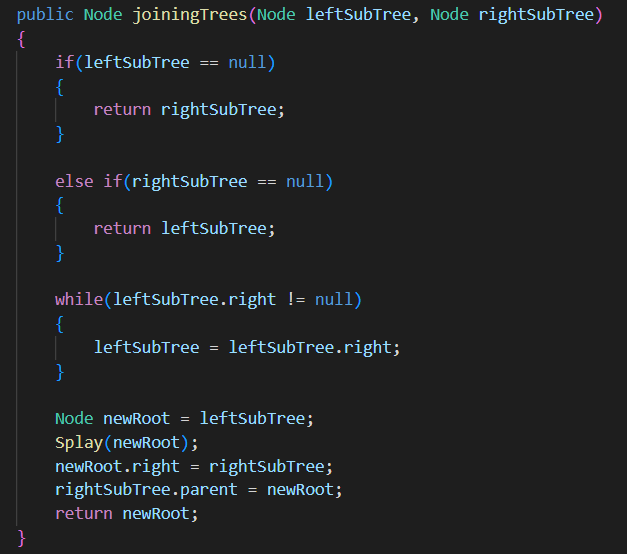 public Node joiningTrees(Node leftSubTree, Node rightSubTree)
{
    if(leftSubTree == null)
    {
        return rightSubTree;
    }

    else if(rightSubTree == null)
    {
        return leftSubTree;
    }

    while(leftSubTree.right != null)
    {
        leftSubTree = leftSubTree.right;
    }

    Node newRoot = leftSubTree;
    Splay(newRoot);
    newRoot.right = rightSubTree;
    rightSubTree.parent = newRoot;
    return newRoot;
}